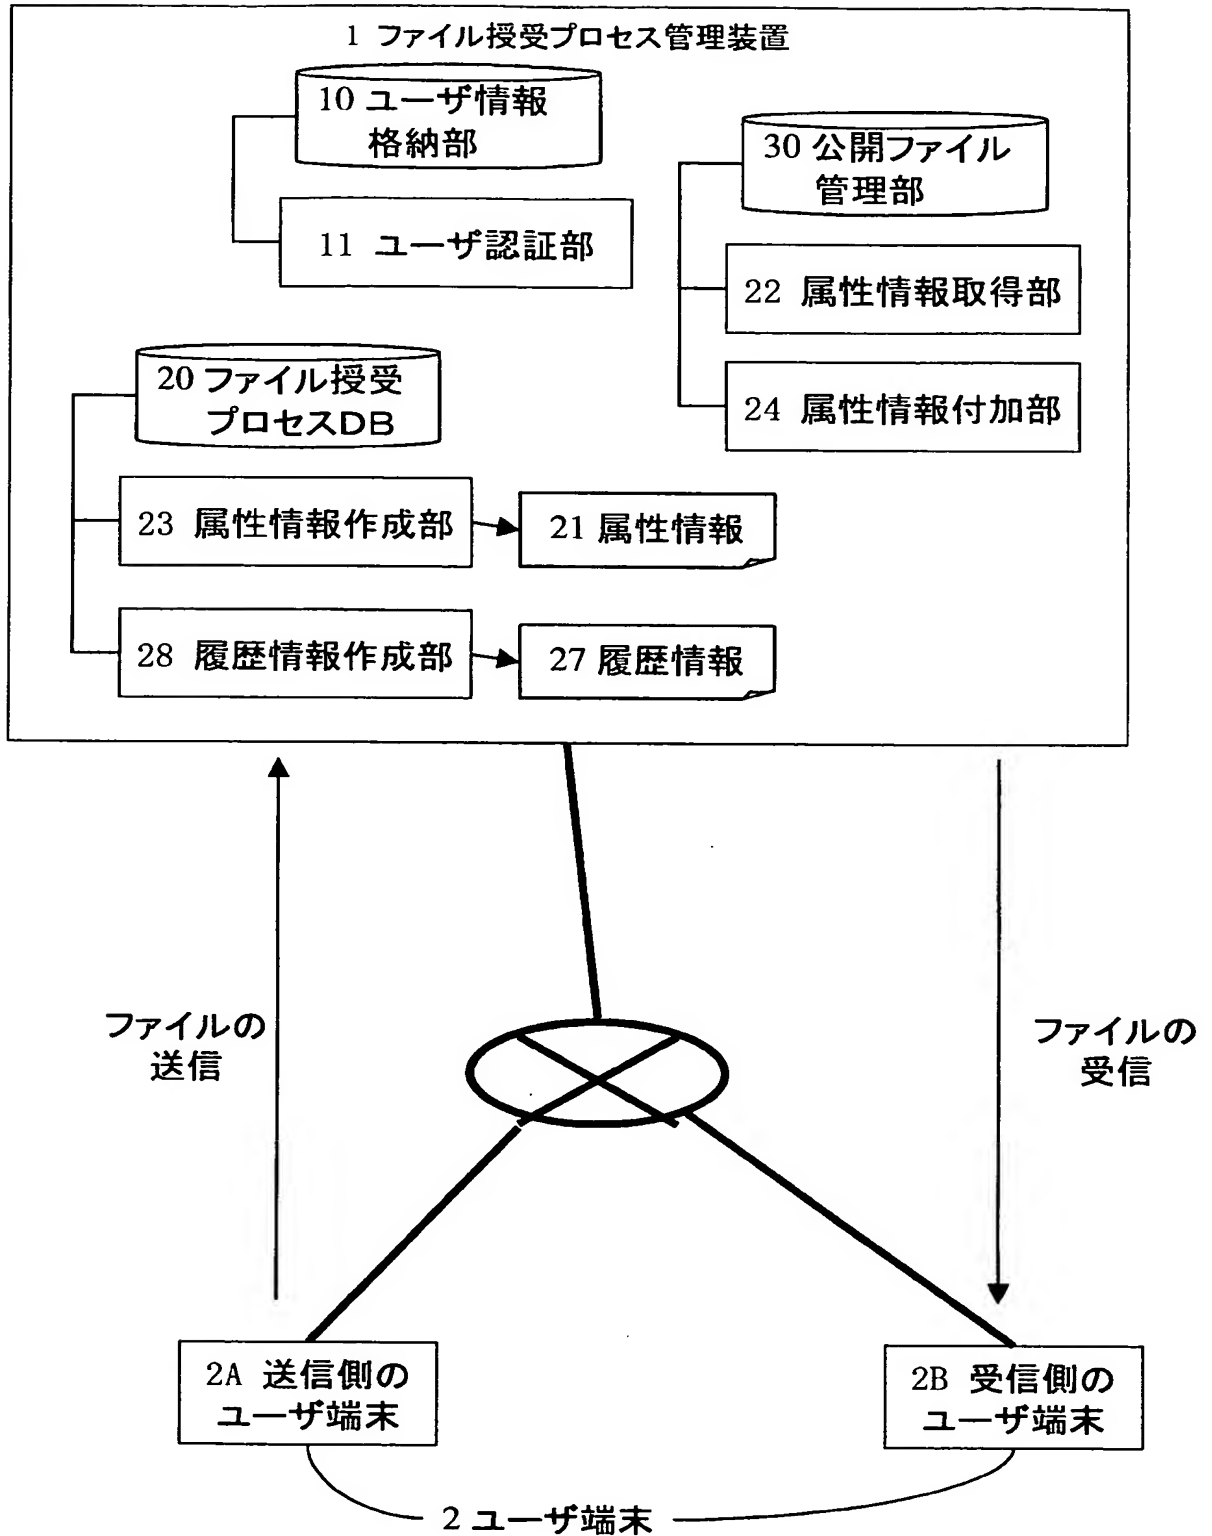 1 ファイル授受プロセス管理装置
10 ユーザ情報
格納部
11 ユーザ認証部
30 公開ファイル
管理部
22 属性情報取得部
24 属性情報付加部
20 ファイル授受
プロセスDB
23 属性情報作成部
21 属性情報
28 履歴情報作成部
27 履歴情報
ファイルの
送信
ファイルの
受信
2A 送信側の
ユーザ端末
2B 受信側の
ユーザ端末
2 ユーザ端末